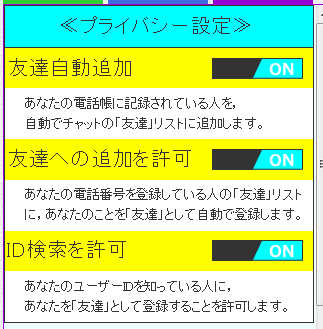 ≪プライバシー設定≫
友達自動追加 ON
あなたの電話帳に記録されている人を,
自動でチャットの「友達」リストに追加します。
友達への追加を許可 ON
あなたの電話番号を登録している人の「友達」リスト
に, あなたのことを「友達」として自動で登録します。
ID検索を許可 ON
あなたのユーザーIDを知っている人に,
あなたを「友達」として登録することを許可します。